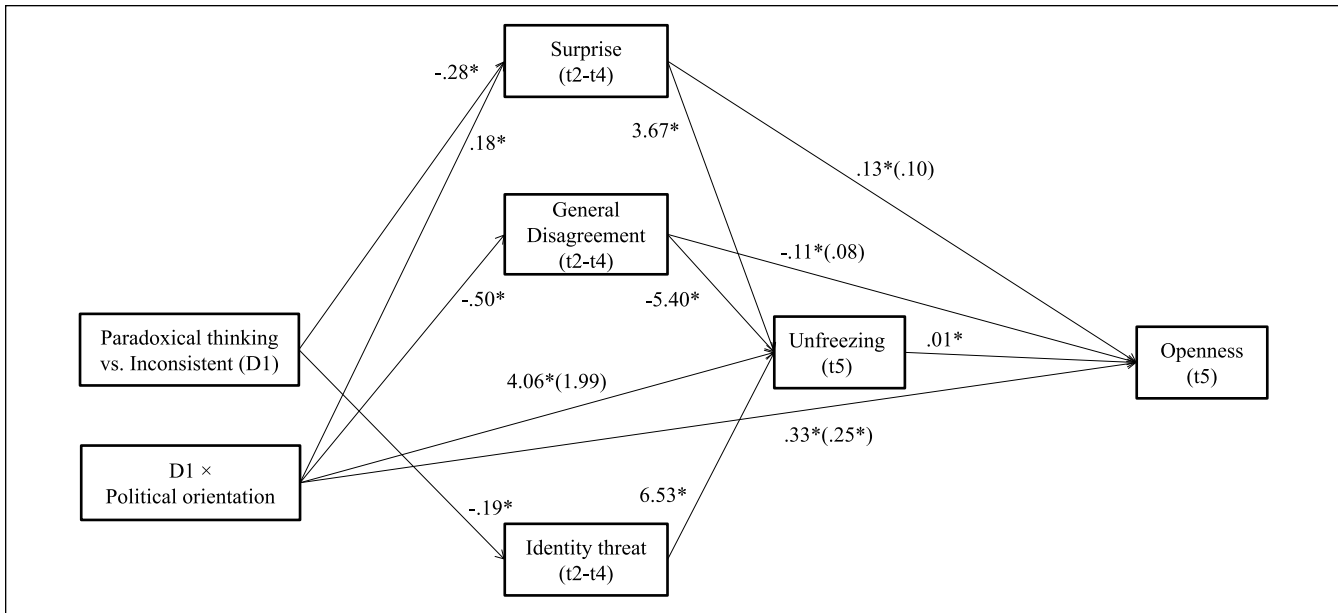 Surprise
(t2-t4)
-.28*
.18*
3.67*
.13*(.10)
General
Disagreement
(t2-t4)
-.11*(.08)
-.50*
-5.40*
Paradoxical thinking
vs. Inconsistent (D1)
Unfreezing
(t5)
.01*
Openness
(t5)
4.06*(1.99)
.33*(.25*)
D1 ×
Political orientation
-.19*
6.53*
Identity threat
(t2-t4)